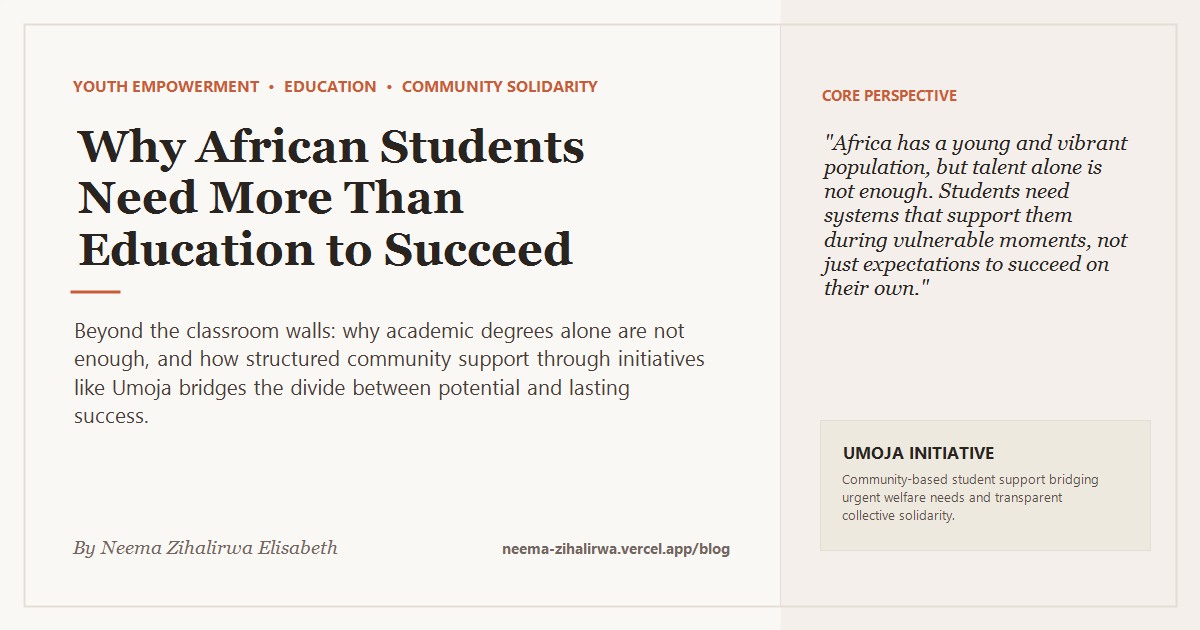 YOUTH EMPOWERMENT • EDUCATION • COMMUNITY SOLIDARITY
Why African Students
Need More Than
Education to Succeed
Beyond the classroom walls: why academic degrees alone are not
enough, and how structured community support through initiatives
like Umoja bridges the divide between potential and lasting
success.
By Neema Zihalirwa Elisabeth
neema-zihalirwa.vercel.app/blog
CORE PERSPECTIVE
"Africa has a young and vibrant
population, but talent alone is
not enough. Students need
systems that support them
during vulnerable moments, not
just expectations to succeed on
their own."
UMOJA INITIATIVE
Community-based student support bridging
urgent welfare needs and transparent
collective solidarity.